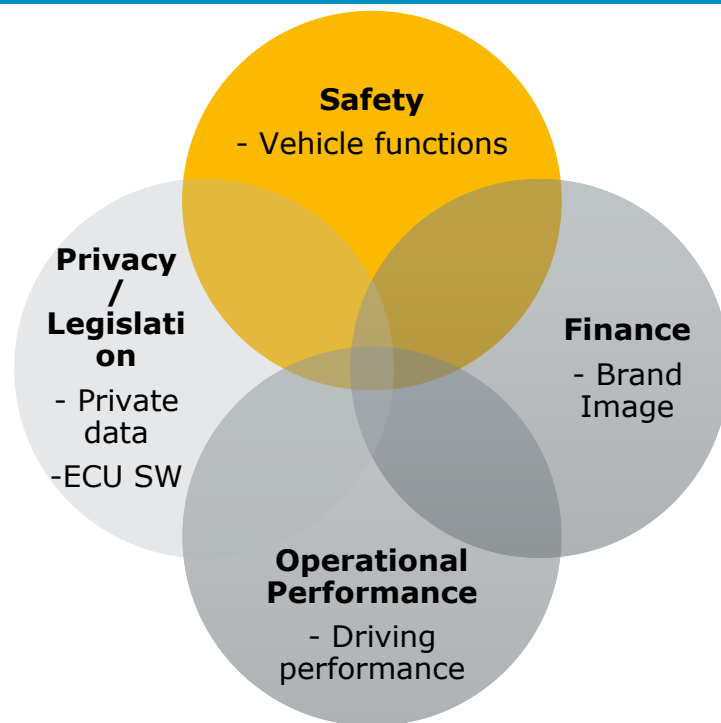 Safety
- Vehicle functions
Privacy
/
Legislati
on
- Private
data
-ECU SW
Finance
- Brand
Image
Operational
Performance
- Driving
performance